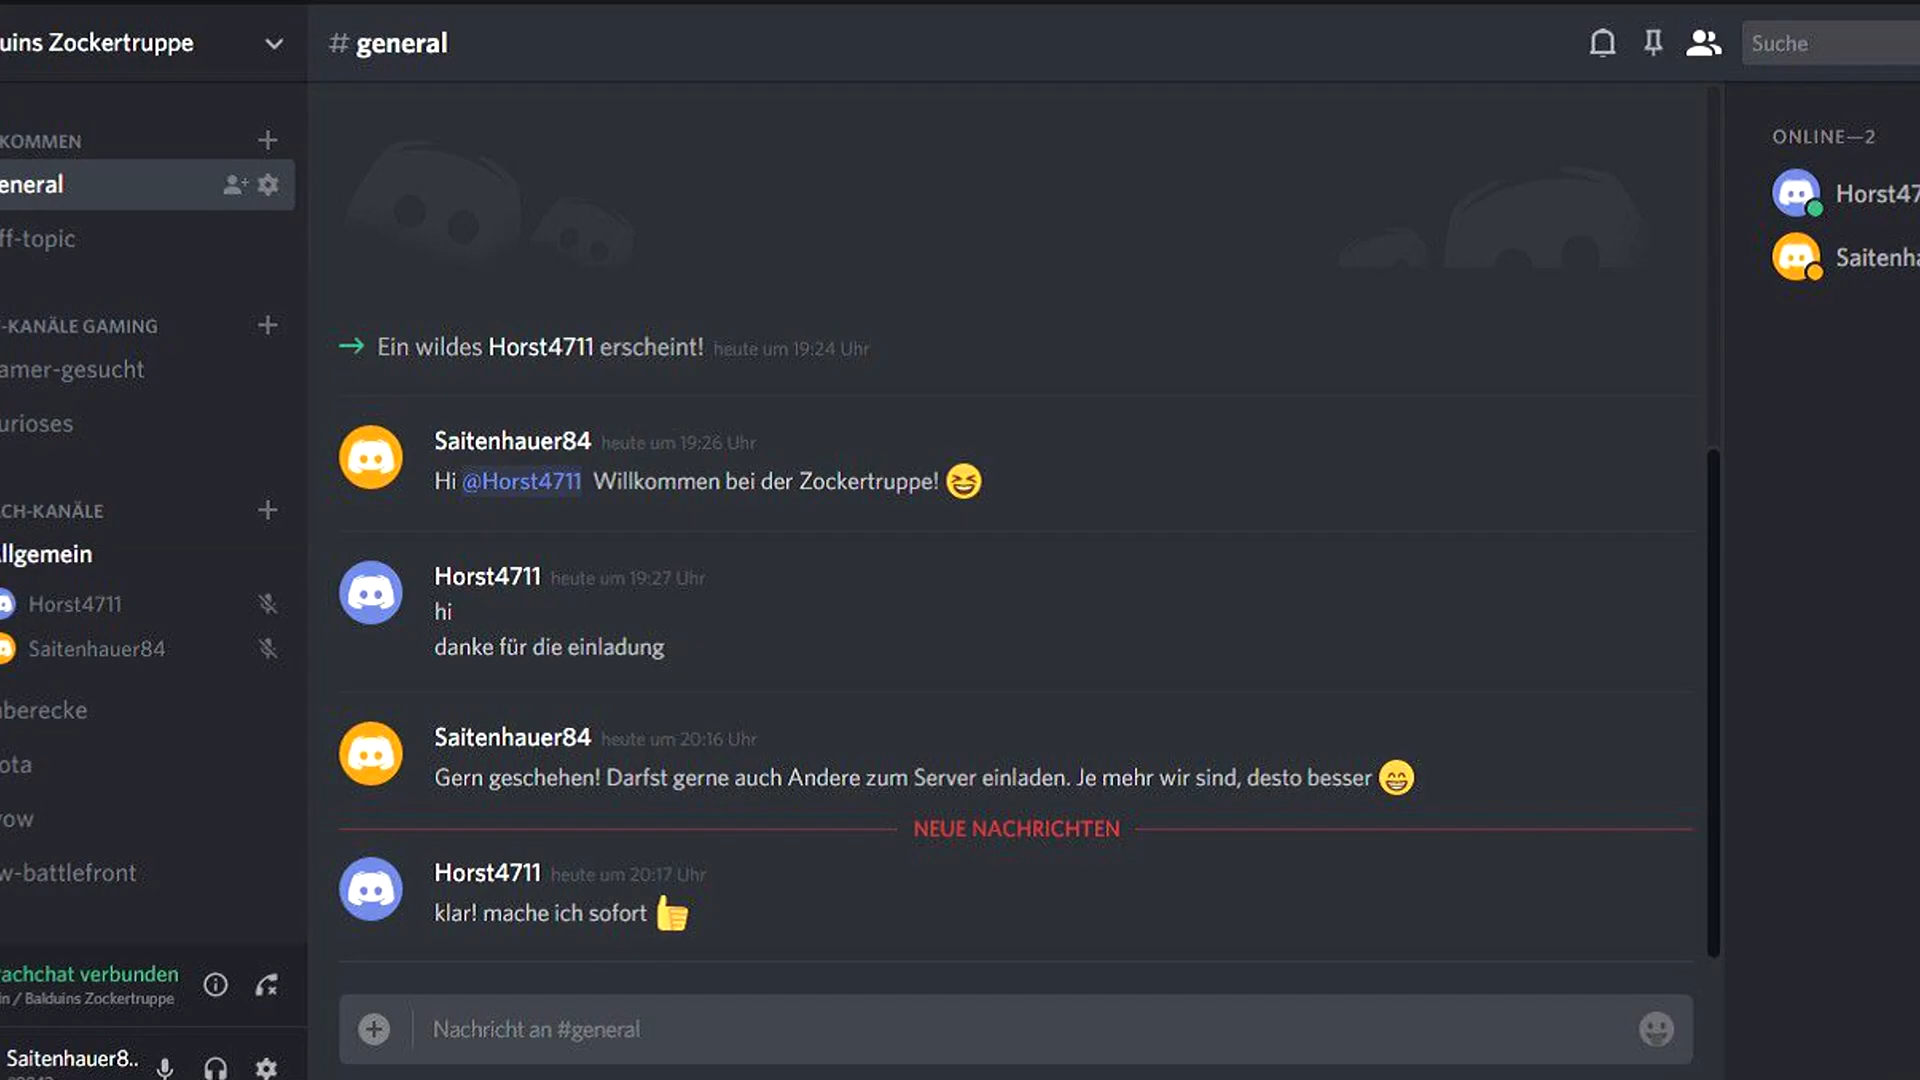 uins Zockertruppe
# general
Suche
KOMMEN
eneral
ff-topic
-KANÄLE GAMING
amer-gesucht
urioses
CH-KANÄLE
llgemein
Horst4711
Saitenhauer84
berecke
ota
ow
w-battlefront
achchat verbunden
in / Balduins Zockertruppe
Saitenhauer8..
Ein wildes Horst4711 erscheint! heute um 19:24 Uhr
Saitenhauer84 heute um 19:26 Uhr
Hi @Horst4711 Willkommen bei der Zockertruppe! 😆
Horst4711 heute um 19:27 Uhr
hi
danke für die einladung
Saitenhauer84 heute um 20:16 Uhr
Gern geschehen! Darfst gerne auch Andere zum Server einladen. Je mehr wir sind, desto besser 😁
NEUE NACHRICHTEN
Horst4711 heute um 20:17 Uhr
klar! mache ich sofort 👍
Nachricht an #general
ONLINE—2
Horst47
Saitenha